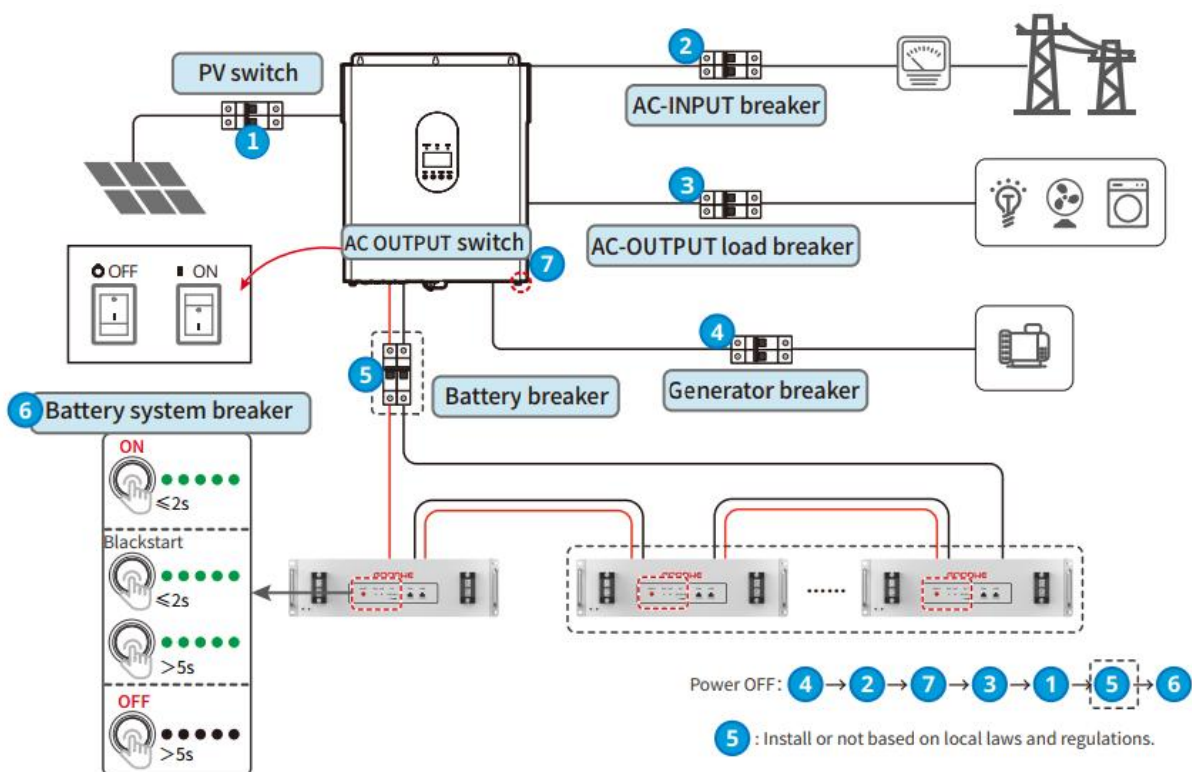 2
PV switch
AC-INPUT breaker
1
3
AC OUTPUT switch
7
AC-OUTPUT load breaker
OFF
ON
4
5
Battery breaker
Generator breaker
6 Battery system breaker
ON
≤2s
Blackstart
≤2s
>5s
OFF
>5s
......
Power OFF: 4 → 2 → 7 → 3 → 1 → 5 → 6
5 : Install or not based on local laws and regulations.